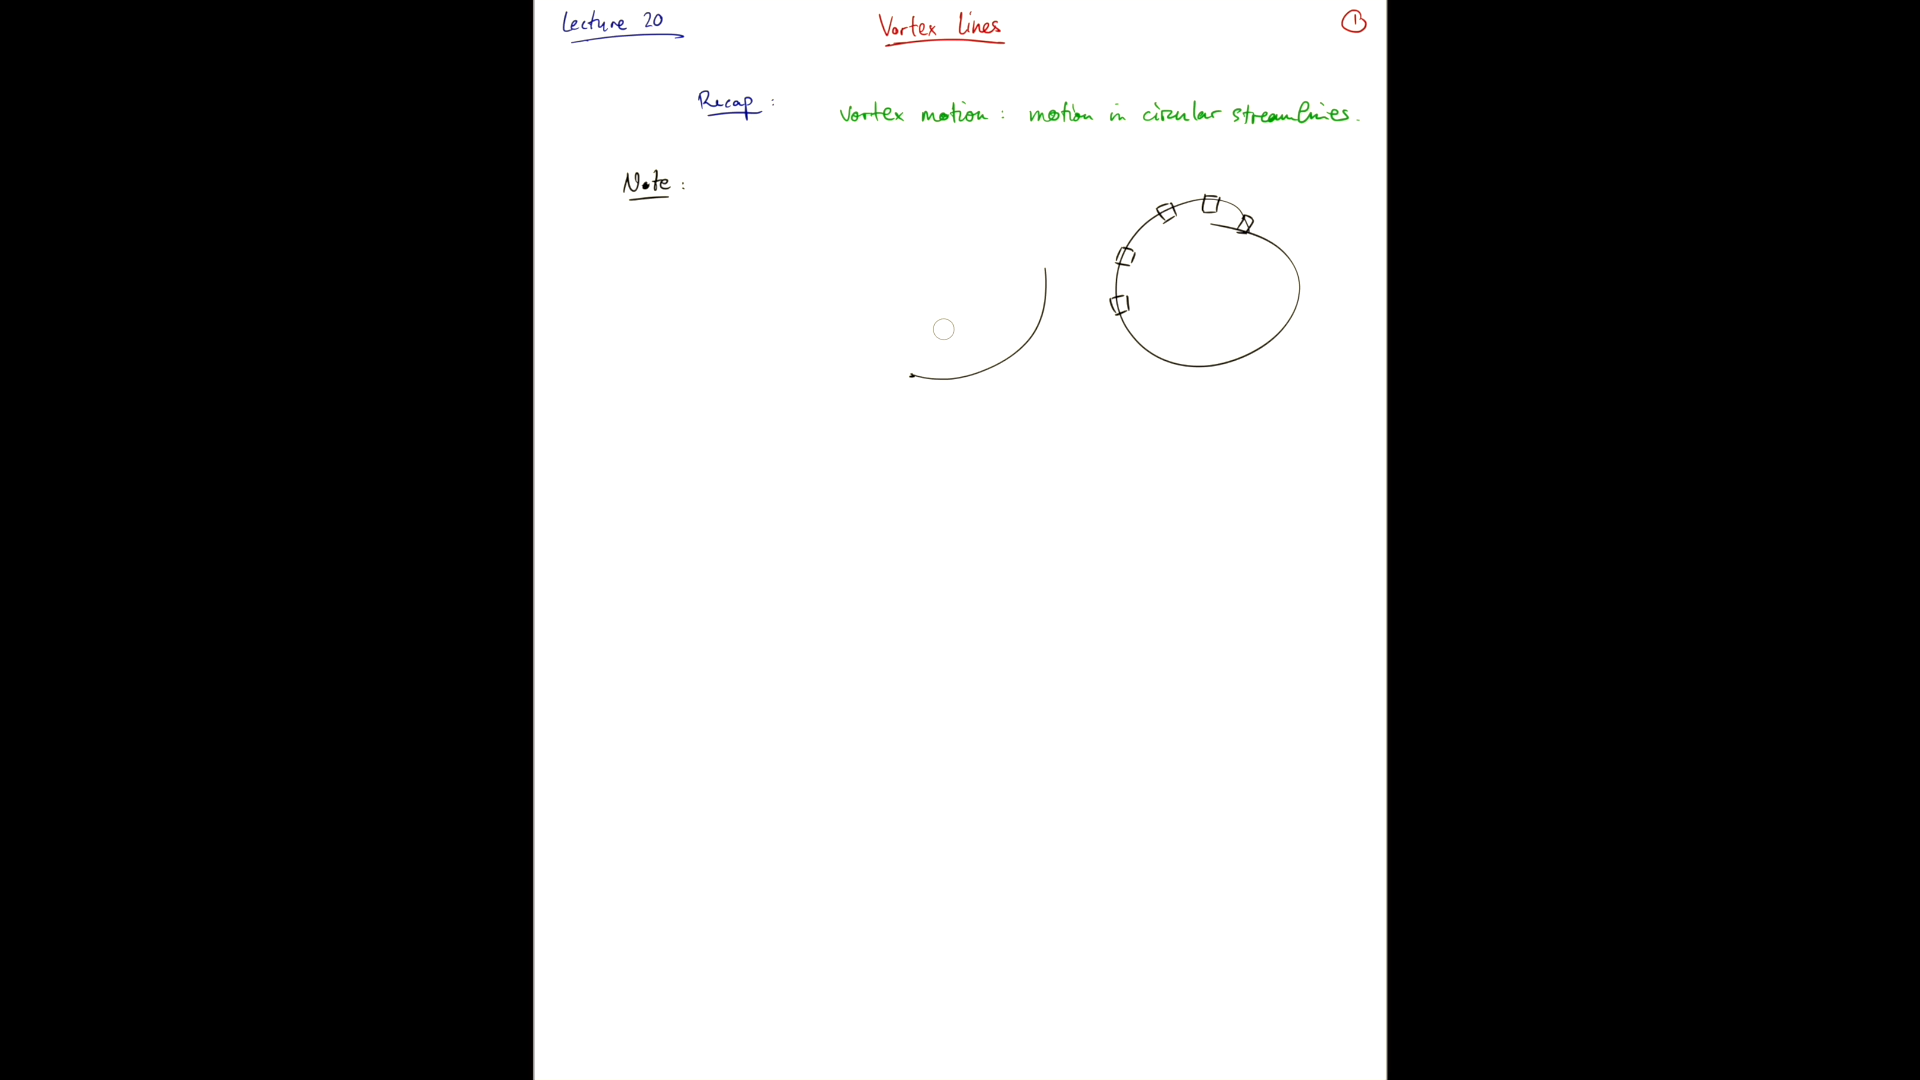 Lecture 20 Vortex lines 1
Recap : vortex motion : motion in circular streamlines.
Note :